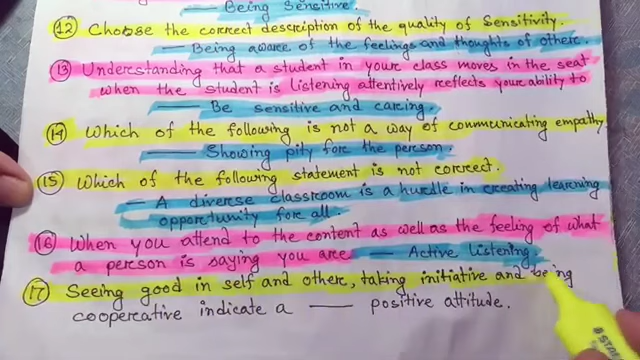 — Being Sensitive.
(12) Choose the correct description of the quality of Sensitivity.
— Being aware of the feelings and thoughts of others.
(13) Understanding that a student in your class moves in the seat
when the student is listening attentively reflects your ability to
— Be sensitive and caring.
(14) Which of the following is not a way of communicating empathy
— Showing pity for the person.
(15) Which of the following statement is not correct.
— A diverse classroom is a hurdle in creating learning
opportunity for all.
(16) When you attend to the content as well as the feeling of what
a person is saying you are — Active Listening.
(17) Seeing good in self and other, taking initiative and being
cooperative indicate a — positive attitude.